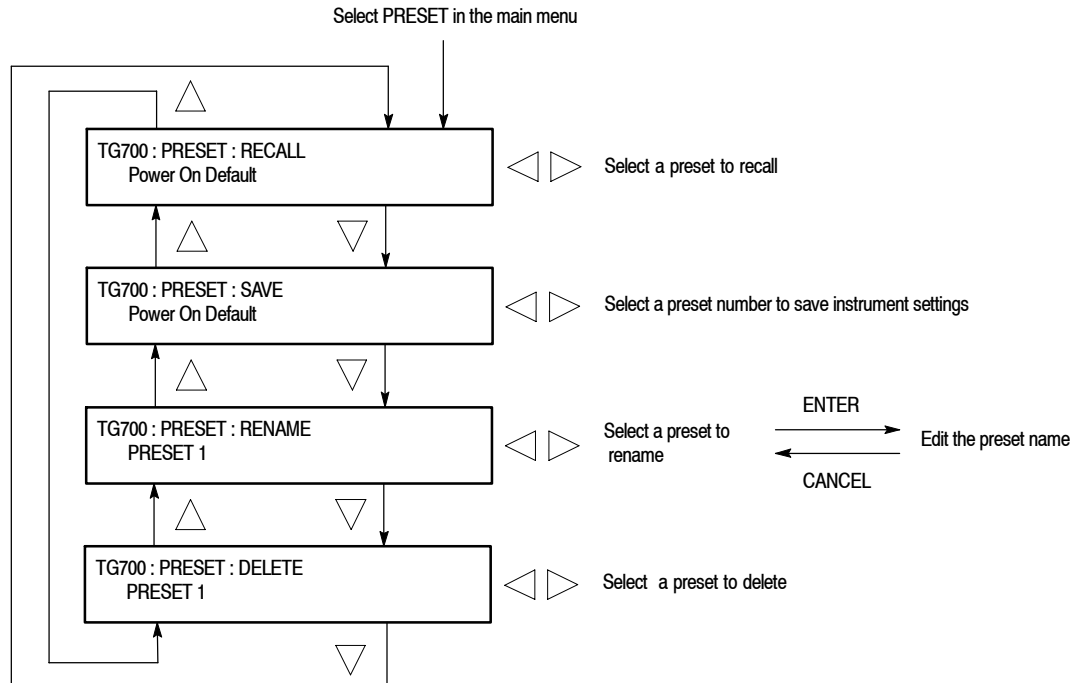 Select PRESET in the main menu
TG700 : PRESET : RECALL
Power On Default
Select a preset to recall
TG700 : PRESET : SAVE
Power On Default
Select a preset number to save instrument settings
TG700 : PRESET : RENAME
PRESET 1
Select a preset to
rename
ENTER
CANCEL
Edit the preset name
TG700 : PRESET : DELETE
PRESET 1
Select a preset to delete